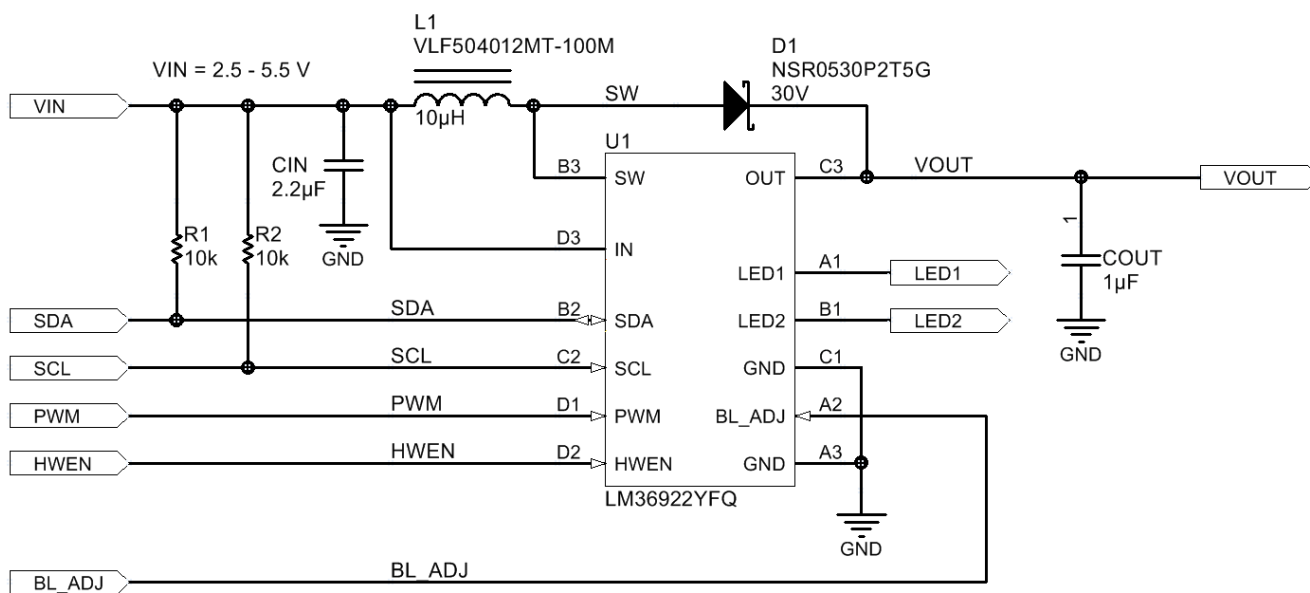 L1
VLF504012MT-100M
D1
NSR0530P2T5G
30V
VIN = 2.5 - 5.5 V
VIN
SW
10µH
U1
CIN
2.2µF
GND
B3
SW
OUT
C3
VOUT
VOUT
R1
10k
R2
10k
D3
IN
1
COUT
1µF
GND
LED1
A1
LED1
SDA
SDA
B2
SDA
LED2
B1
LED2
SCL
SCL
C2
SCL
GND
C1
PWM
PWM
D1
PWM
BL_ADJ
A2
HWEN
HWEN
D2
HWEN
GND
A3
LM36922YFQ
GND
BL_ADJ
BL_ADJ